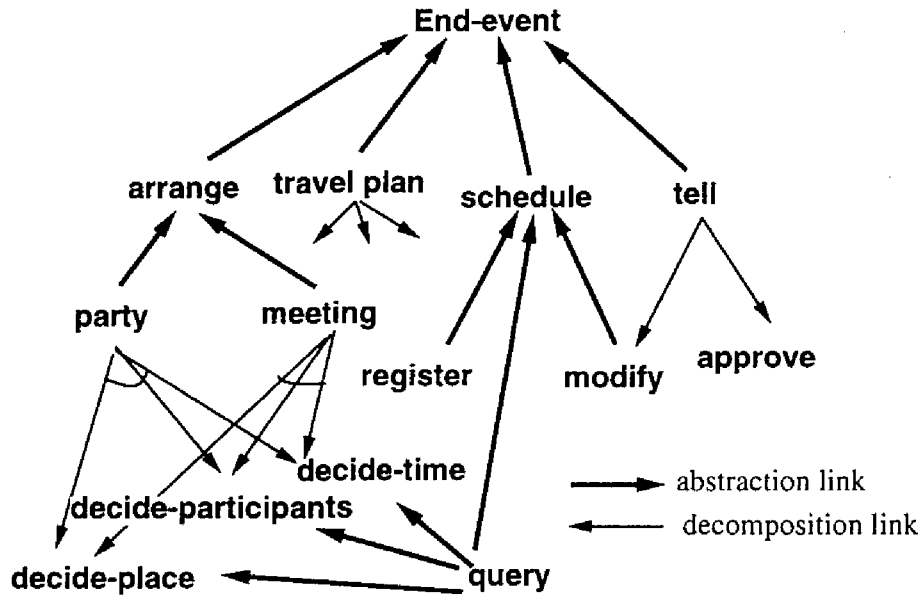 End-event
arrange
travel plan
schedule
tell
party
meeting
register
modify
approve
decide-time
decide-participants
decide-place
query
abstraction link
decomposition link